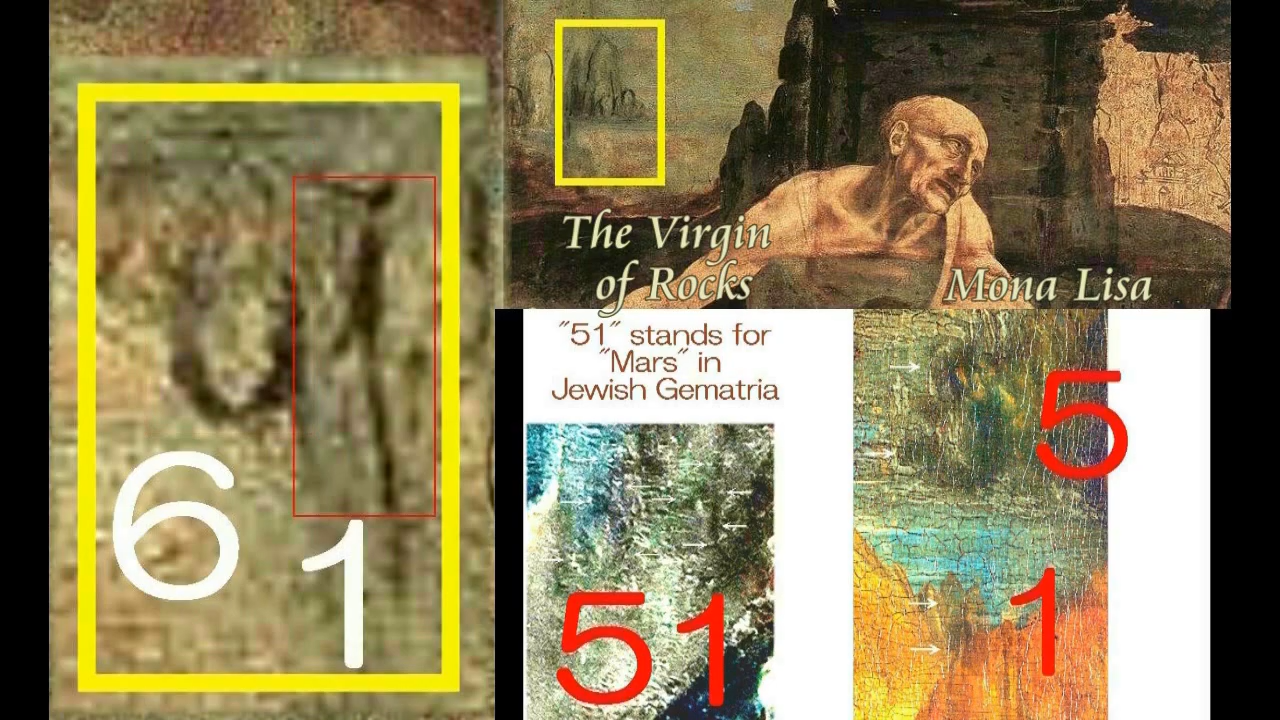 6
1
The Virgin
of Rocks
Mona Lisa
"51" stands for
"Mars" in
Jewish Gematria
51
5
1